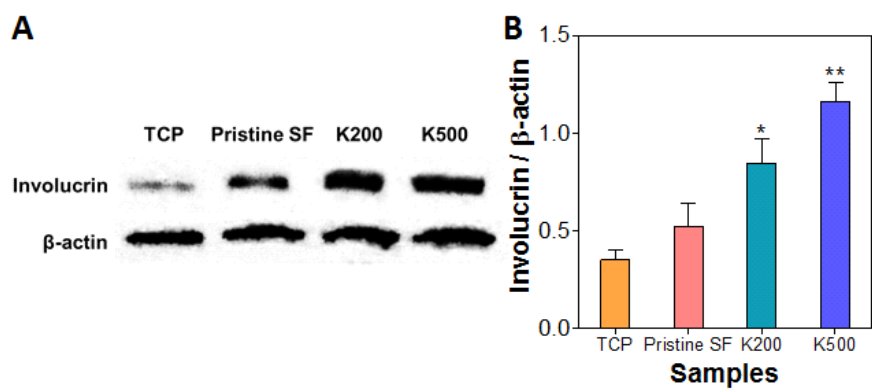 A
TCP Pristine SF K200 K500
Involucrin
β-actin
B
Involucrin / β-actin
1.5
1.0
0.5
0.0
*
**
TCP Pristine SF K200 K500
Samples